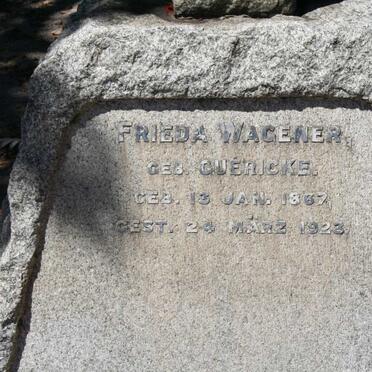 FRIEDA WAGENER,
GEB. GUERICKE.
GEB. 13 JAN. 1867,
GEST. 24 MÄRZ 1923.